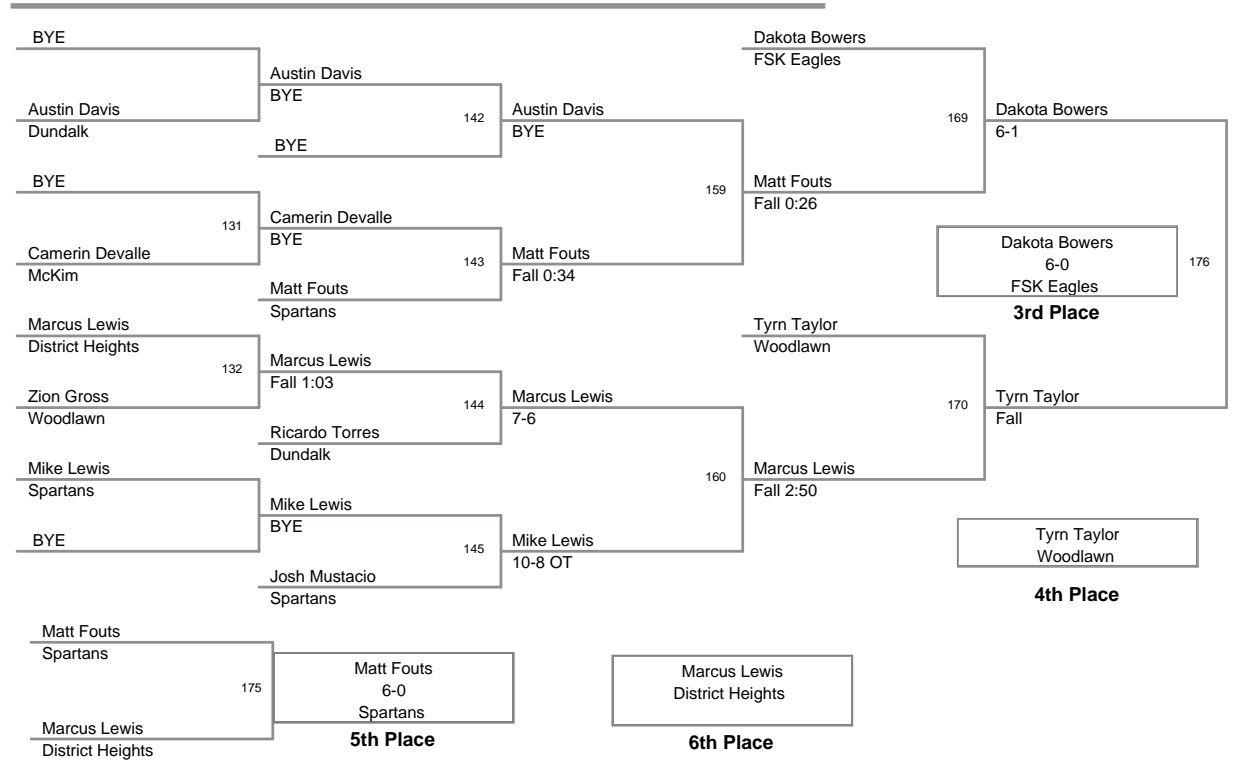 BYE
Austin Davis
Dundalk
BYE
131
Camerin Devalle
McKim
Marcus Lewis
District Heights
132
Zion Gross
Woodlawn
Mike Lewis
Spartans
BYE
Austin Davis
BYE
142
BYE
Camerin Devalle
BYE
143
Matt Fouts
Spartans
Marcus Lewis
Fall 1:03
144
Ricardo Torres
Dundalk
Mike Lewis
BYE
145
Josh Mustacio
Spartans
Austin Davis
BYE
159
Matt Fouts
Fall 0:34
Marcus Lewis
7-6
160
Mike Lewis
10-8 OT
Dakota Bowers
FSK Eagles
169
Matt Fouts
Fall 0:26
Tyrn Taylor
Woodlawn
170
Marcus Lewis
Fall 2:50
Dakota Bowers
6-1
176
Tyrn Taylor
Fall
Dakota Bowers
6-0
FSK Eagles
3rd Place
Tyrn Taylor
Woodlawn
4th Place
Matt Fouts
Spartans
175
Marcus Lewis
District Heights
Matt Fouts
6-0
Spartans
5th Place
Marcus Lewis
District Heights
6th Place